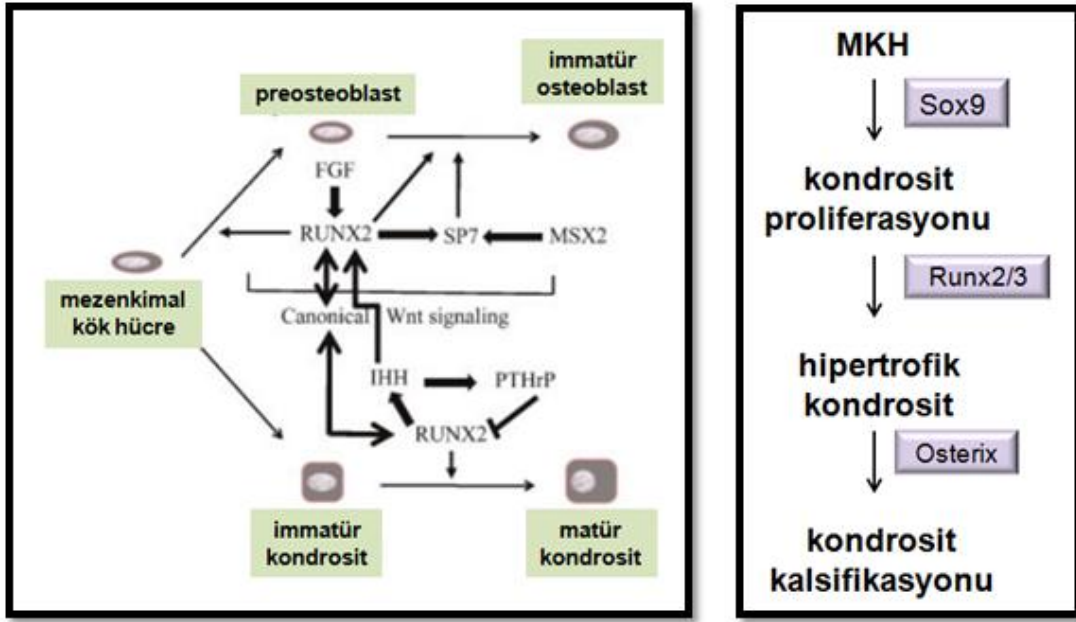 preosteoblast
immatür
osteoblast
FGF
RUNX2
SP7
MSX2
mezenkimal
kök hücre
Canonical Wnt signaling
IHH
PTHrP
RUNX2
immatür
kondrosit
matür
kondrosit
MKH
Sox9
kondrosit
proliferasyonu
Runx2/3
hipertrofik
kondrosit
Osterix
kondrosit
kalsifikasyonu